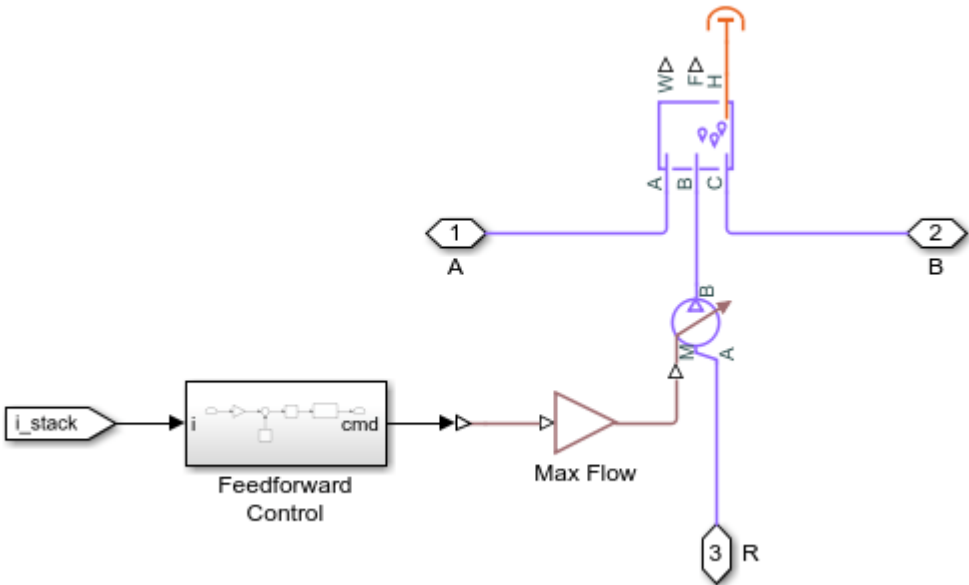 W F H
A B C
1
A
2
B
B
M A
i_stack
i cmd
Feedforward
Control
Max Flow
3 R